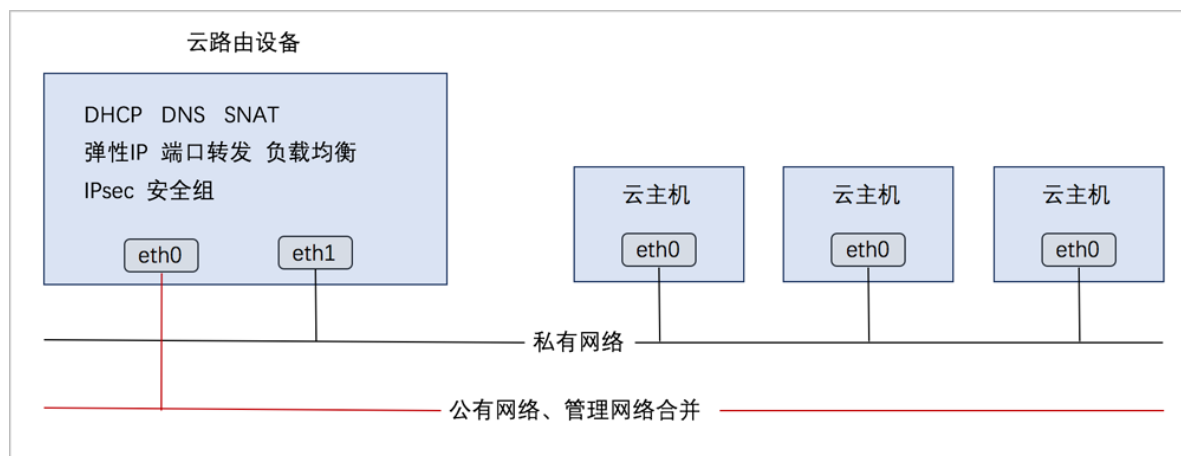 云路由设备
DHCP DNS SNAT
弹性IP 端口转发 负载均衡
IPsec 安全组
eth0 eth1
云主机 云主机 云主机
eth0 eth0 eth0
私有网络
公有网络、管理网络合并